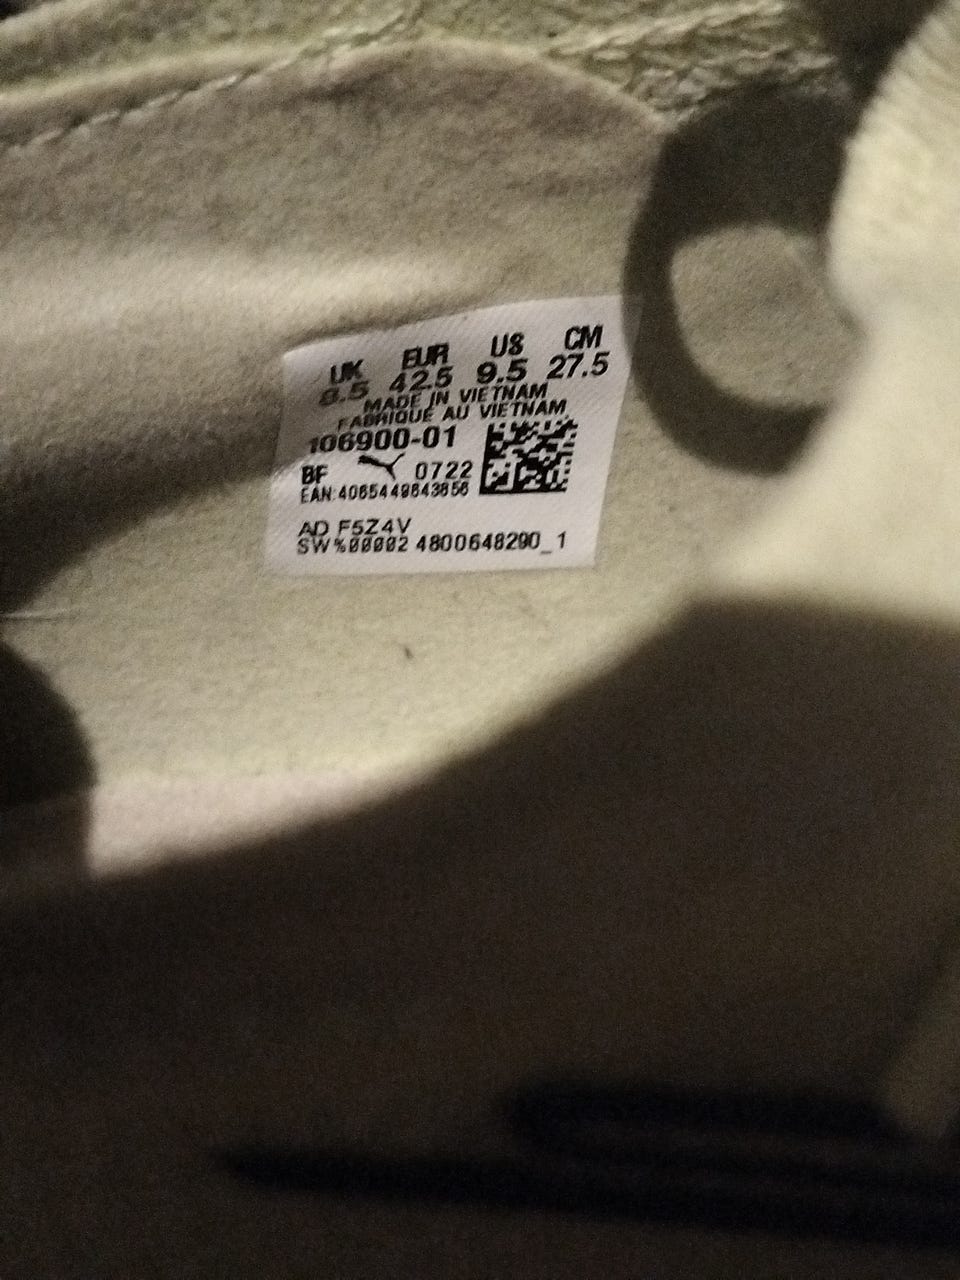 UK EUR US CM
8.5 42.5 9.5 27.5
MADE IN VIETNAM
FABRIQUE AU VIETNAM
106900-01
BF 0722
EAN:4065449643856
AD F5Z4V
SW%00002 4800648290_1